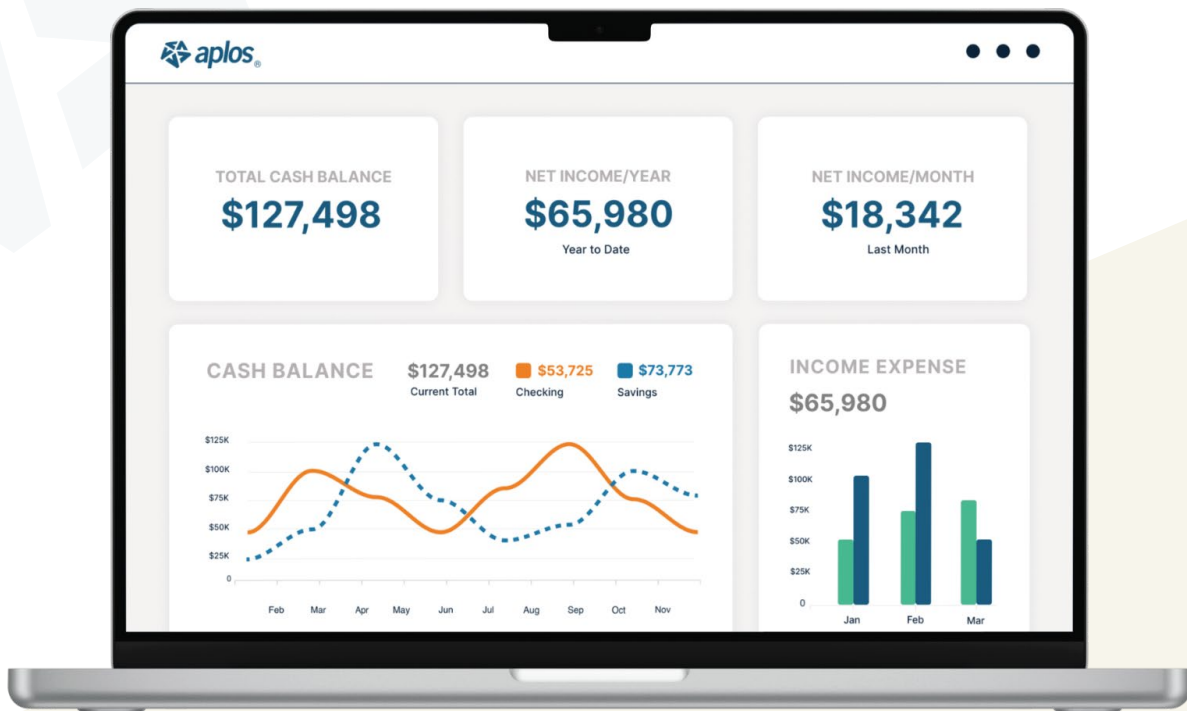 aplos®
TOTAL CASH BALANCE
$127,498
NET INCOME/YEAR
$65,980
Year to Date
NET INCOME/MONTH
$18,342
Last Month
CASH BALANCE
$127,498
Current Total
$53,725
Checking
$73,773
Savings
$125K
$100K
$75K
$50K
$25K
0
Feb Mar Apr May Jun Jul Aug Sep Oct Nov
INCOME EXPENSE
$65,980
$125K
$100K
$75K
$50K
$25K
0
Jan Feb Mar